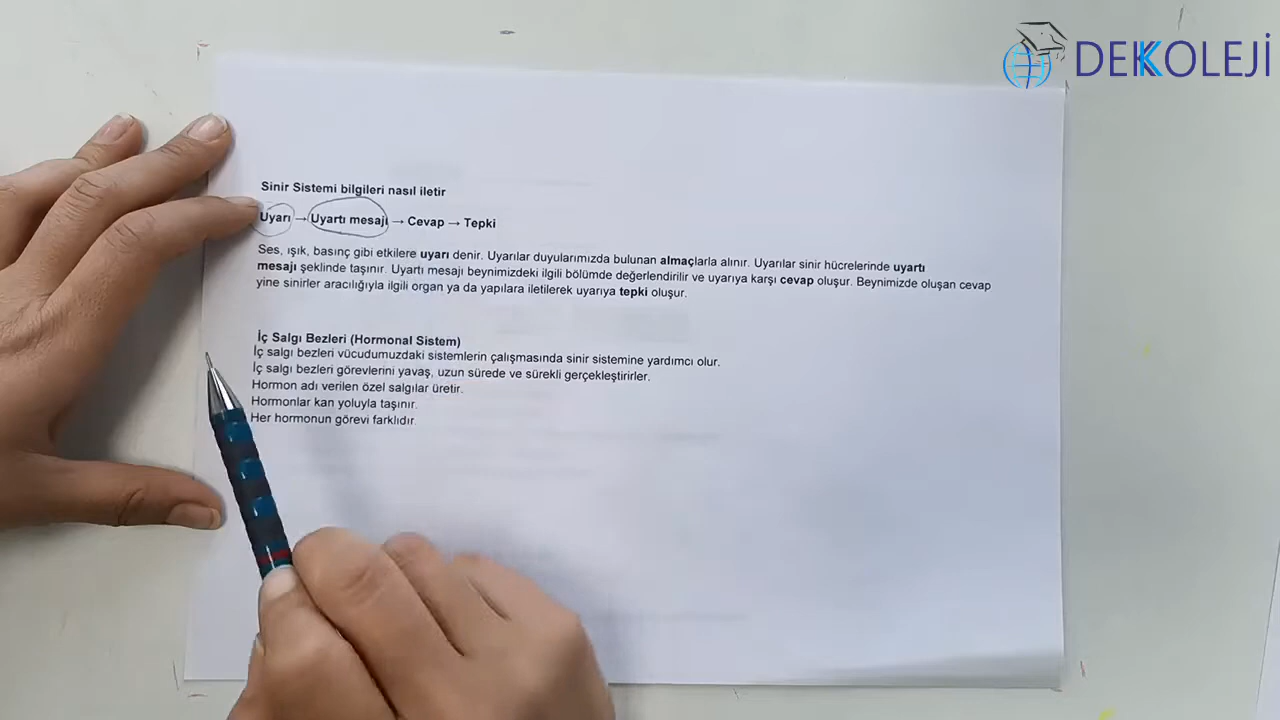 DEKKOLEJİ
Sinir Sistemi bilgileri nasıl iletir
Uyarı → Uyartı mesajı → Cevap → Tepki
Ses, ışık, basınç gibi etkilere uyarı denir. Uyarılar duyularımızda bulunan almaçlarla alınır. Uyarılar sinir hücrelerinde uyartı
mesajı şeklinde taşınır. Uyartı mesajı beynimizdeki ilgili bölümde değerlendirilir ve uyarıya karşı cevap oluşur. Beynimizde oluşan cevap
yine sinirler aracılığıyla ilgili organ ya da yapılara iletilerek uyarıya tepki oluşur.
İç Salgı Bezleri (Hormonal Sistem)
İç salgı bezleri vücudumuzdaki sistemlerin çalışmasında sinir sistemine yardımcı olur.
İç salgı bezleri görevlerini yavaş, uzun sürede ve sürekli gerçekleştirirler.
Hormon adı verilen özel salgılar üretir.
Hormonlar kan yoluyla taşınır.
Her hormonun görevi farklıdır.